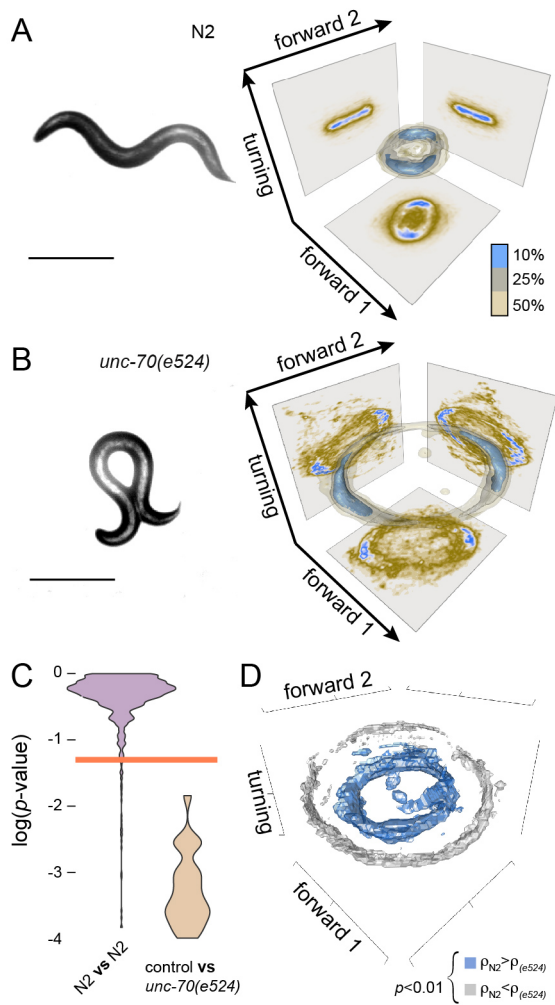 A
N2
forward 2
turning
forward 1
10%
25%
50%
B
unc-70(e524)
forward 2
turning
forward 1
C
0
-1
-2
-3
-4
log(p-value)
N2 vs N2
control vs
unc-70(e524)
D
forward 2
turning
forward 1
p<0.01
ρN2>ρ(e524)
ρN2<ρ(e524)